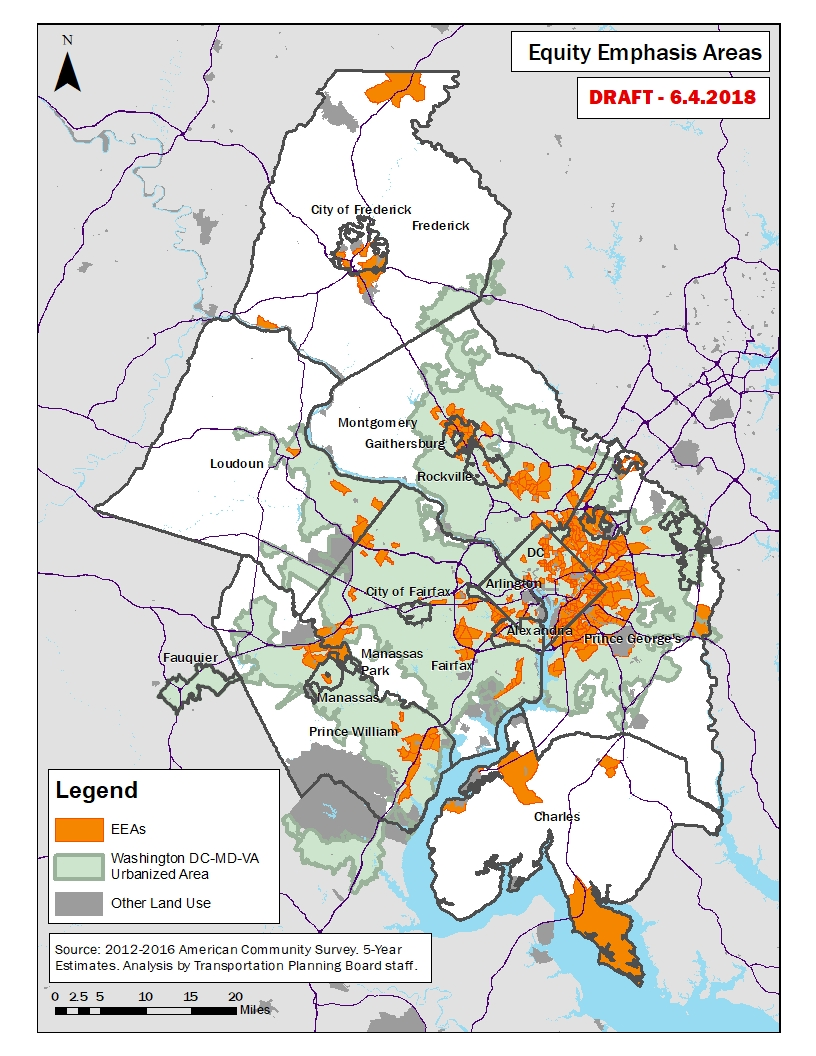 Equity Emphasis Areas
DRAFT - 6.4.2018
N
City of Frederick
Frederick
Montgomery
Gaithersburg
Loudoun
Rockville
DC
Arlington
City of Fairfax
Alexandria
Prince George's
Manassas
Park
Fauquier
Fairfax
Manassas
Prince William
Charles
Legend
EEAs
Washington DC-MD-VA
Urbanized Area
Other Land Use
Source: 2012-2016 American Community Survey. 5-Year
Estimates. Analysis by Transportation Planning Board staff.
0 2.5 5 10 15 20
Miles